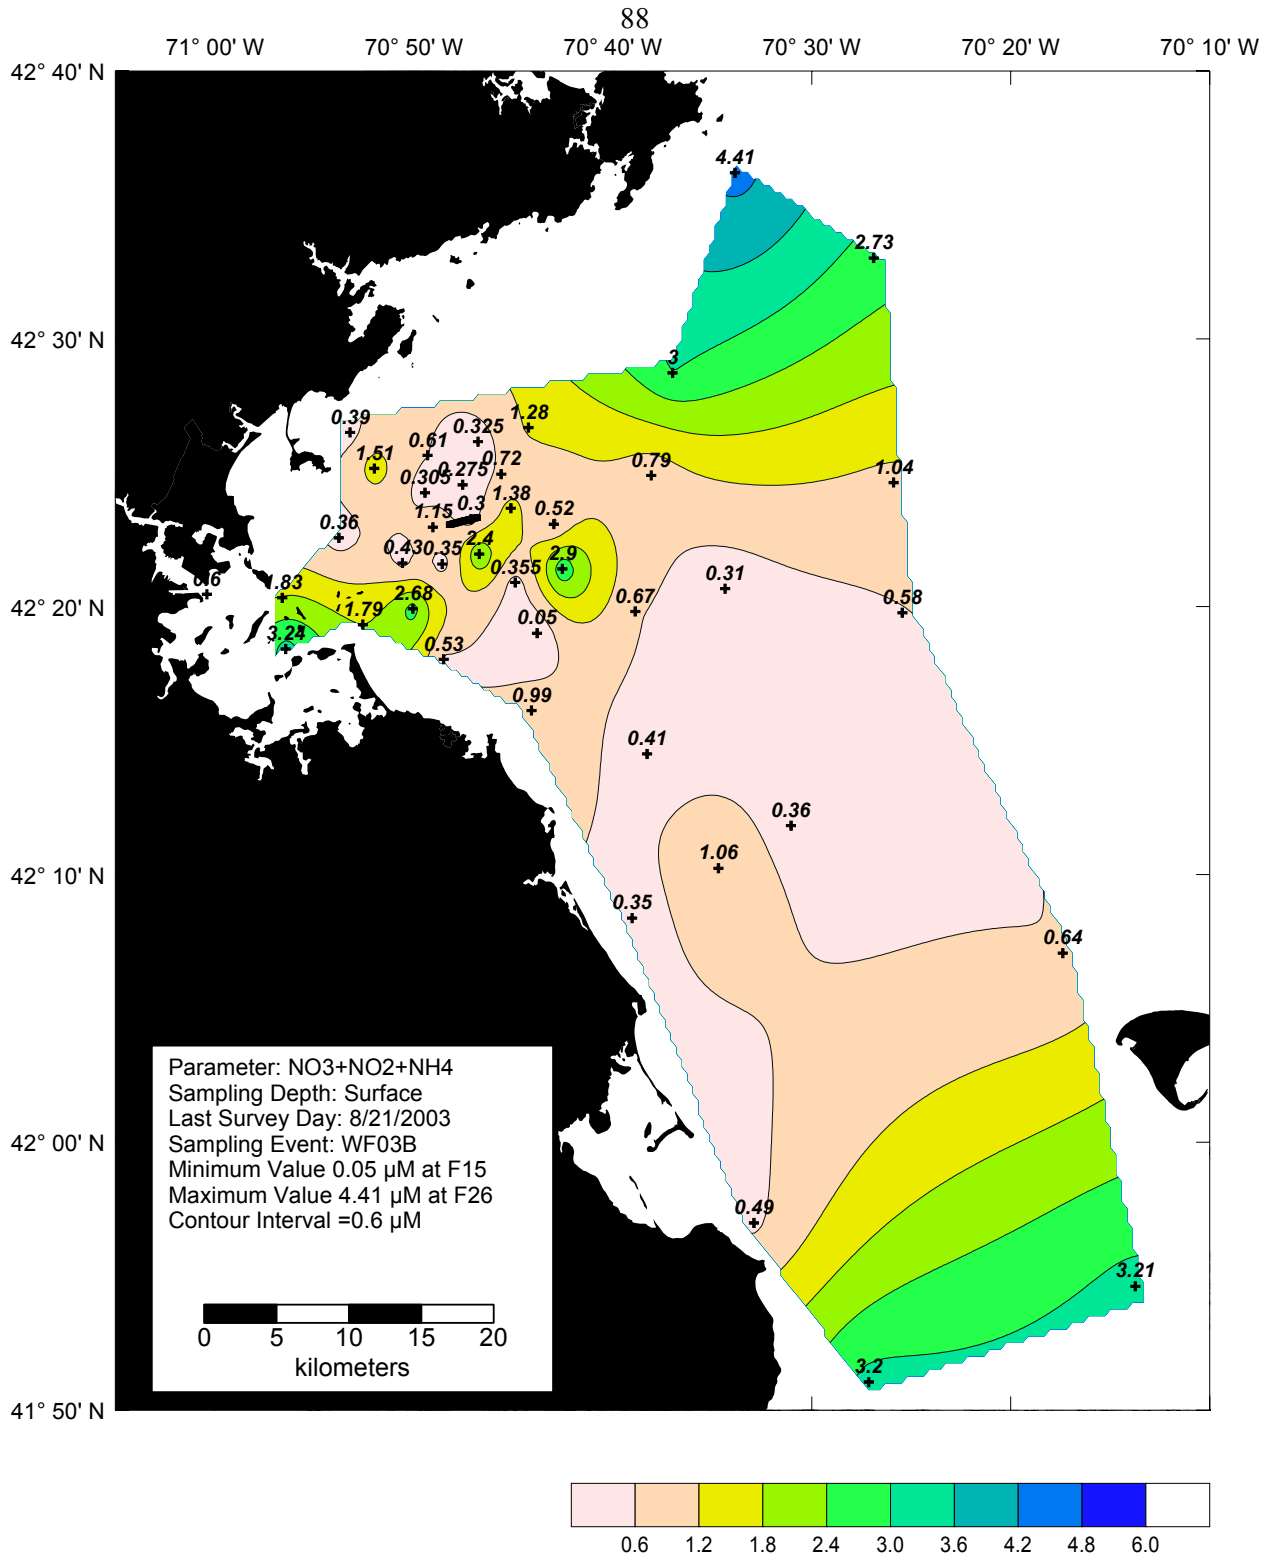 88
71° 00' W 70° 50' W 70° 40' W 70° 30' W 70° 20' W 70° 10' W
42° 40' N
4.41
2.73
42° 30' N
3
0.39
1.28
0.325
0.61
1.51
0.72
0.275
0.305
0.79
1.04
1.38
0.3
1.15
0.52
0.36
2.4
0.43
0.35
2.9
0.355
0.31
0.6
1.83
2.68
1.79
0.67
0.58
42° 20' N
0.05
3.24
0.53
0.99
0.41
0.36
1.06
42° 10' N
0.35
0.64
Parameter: NO3+NO2+NH4
Sampling Depth: Surface
Last Survey Day: 8/21/2003
Sampling Event: WF03B
Minimum Value 0.05 µM at F15
Maximum Value 4.41 µM at F26
Contour Interval =0.6 µM
42° 00' N
0.49
3.21
0 5 10 15 20
kilometers
3.2
41° 50' N
0.6 1.2 1.8 2.4 3.0 3.6 4.2 4.8 6.0